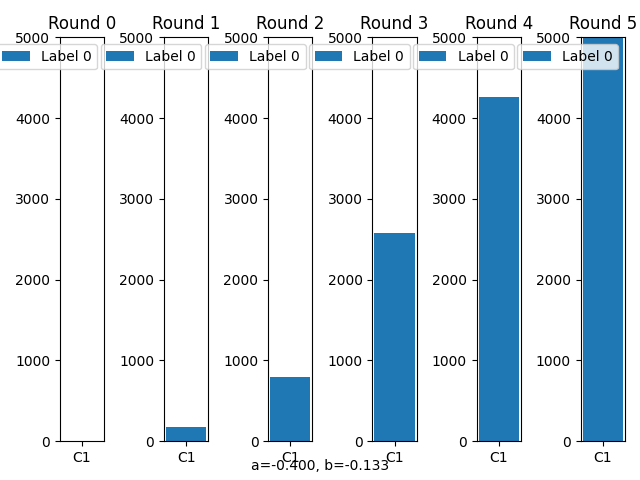 Round 0 Round 1 Round 2 Round 3 Round 4 Round 5
5000 5000 5000 5000 5000 5000
Label 0 Label 0 Label 0 Label 0 Label 0 Label 0
4000 4000 4000 4000 4000 4000
3000 3000 3000 3000 3000 3000
2000 2000 2000 2000 2000 2000
1000 1000 1000 1000 1000 1000
0 0 0 0 0 0
C1 C1 C1 C1 C1 C1
a=-0.400, b=-0.133